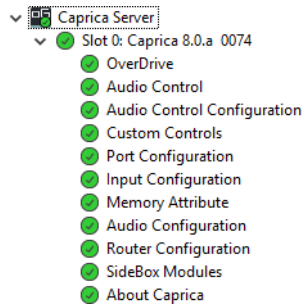 Caprica Server
Slot 0: Caprica 8.0.a 0074
OverDrive
Audio Control
Audio Control Configuration
Custom Controls
Port Configuration
Input Configuration
Memory Attribute
Audio Configuration
Router Configuration
SideBox Modules
About Caprica